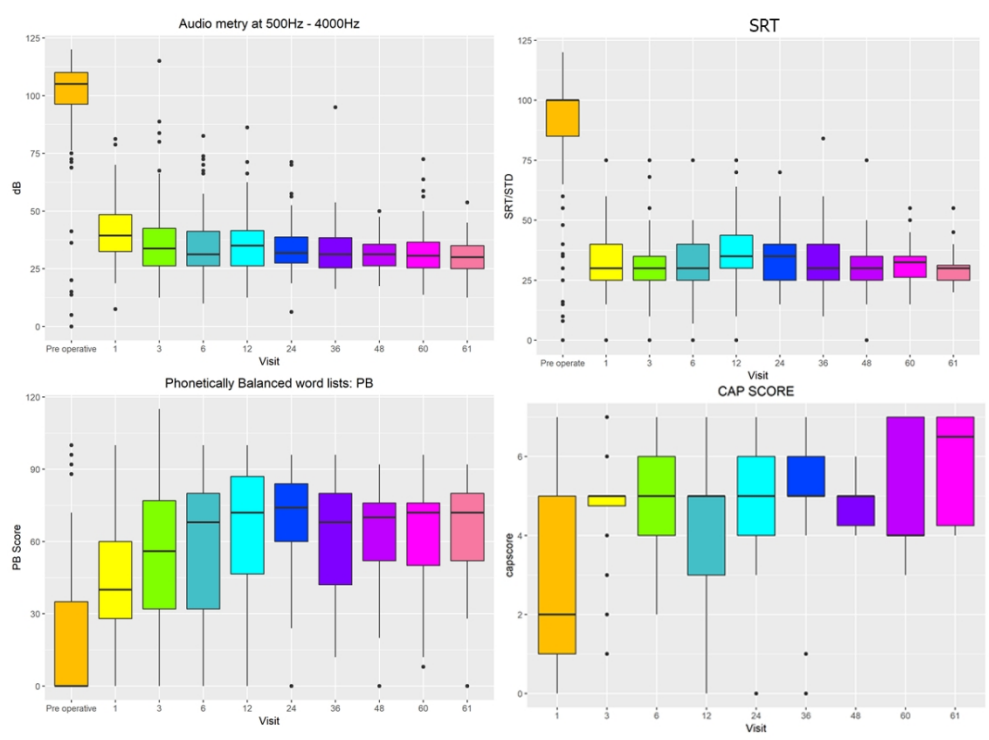 Audio metry at 500Hz - 4000Hz
125
100
75
50
25
0
dB
Pre operative 1 3 6 12 24 36 48 60 61
Visit
SRT
125
100
75
50
25
0
SRT/STD
Pre operate 1 3 6 12 24 36 48 60 61
Visit
Phonetically Balanced word lists: PB
120
90
60
30
0
PB Score
Pre operative 1 3 6 12 24 36 48 60 61
Visit
CAP SCORE
6
4
2
0
capscore
1 3 6 12 24 36 48 60 61
Visit